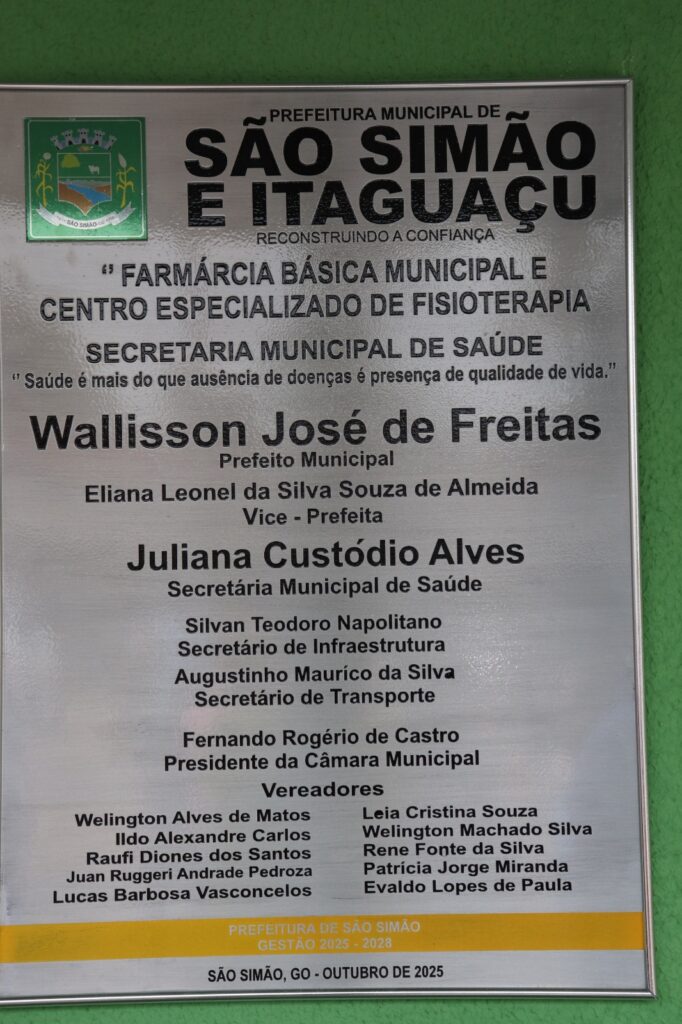 PREFEITURA MUNICIPAL DE
SÃO SIMÃO
E ITAGUAÇU
RECONSTRUINDO A CONFIANÇA
SÃO SIMÃO
“ FARMÁRCIA BÁSICA MUNICIPAL E
CENTRO ESPECIALIZADO DE FISIOTERAPIA
SECRETARIA MUNICIPAL DE SAÚDE
“ Saúde é mais do que ausência de doenças é presença de qualidade de vida.”
Wallisson José de Freitas
Prefeito Municipal
Eliana Leonel da Silva Souza de Almeida
Vice - Prefeita
Juliana Custódio Alves
Secretária Municipal de Saúde
Silvan Teodoro Napolitano
Secretário de Infraestrutura
Augustinho Mauríco da Silva
Secretário de Transporte
Fernando Rogério de Castro
Presidente da Câmara Municipal
Vereadores
Welington Alves de Matos
Ildo Alexandre Carlos
Raufi Diones dos Santos
Juan Ruggeri Andrade Pedroza
Lucas Barbosa Vasconcelos
Leia Cristina Souza
Welington Machado Silva
Rene Fonte da Silva
Patrícia Jorge Miranda
Evaldo Lopes de Paula
PREFEITURA DE SÃO SIMÃO
GESTÃO 2025 - 2028
SÃO SIMÃO, GO - OUTUBRO DE 2025